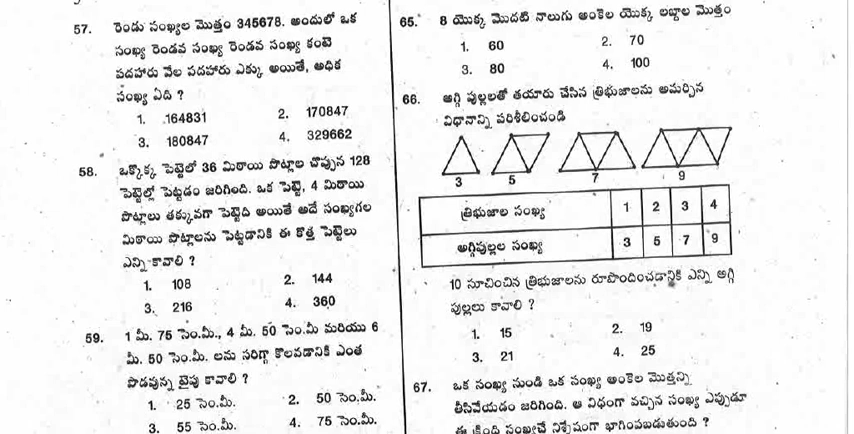 57. రెండు సంఖ్యల మొత్తం 345678. అందులో ఒక
సంఖ్య రెండవ సంఖ్య రెండవ సంఖ్య కంటె
పదహారు వేల పదహారు ఎక్కు అయితే, అధిక
సంఖ్య ఏది ?
1. 164831 2. 170847
3. 180847 4. 329662
58. ఒక్కొక్క పెట్టెలో 36 మిఠాయి పొట్లాల చొప్పున 128
పెట్టెల్లో పెట్టడం జరిగింది. ఒక పెట్టె, 4 మిఠాయి
పొట్లాలు తక్కువగా పెట్టెది అయితే అదే సంఖ్యగల
మిఠాయి పొట్లాలను పెట్టడానికి ఈ కొత్త పెట్టెలు
ఎన్ని కావాలి ?
1. 108 2. 144
3. 216 4. 360
59. 1 మీ. 75 సెం.మీ., 4 మీ. 50 సెం.మీ మరియు 6
మీ. 50 సెం.మీ. లను సరిగ్గా కొలవడానికి ఎంత
పొడవున్న టైపు కావాలి ?
1. 25 సెం.మీ. 2. 50 సెం.మీ.
3. 55 సెం.మీ. 4. 75 సెం.మీ.
65. 8 యొక్క మొదటి నాలుగు అంకెల యొక్క లబ్దాల మొత్తం
1. 60 2. 70
3. 80 4. 100
66. అగ్గి పుల్లలతో తయారు చేసిన త్రిభుజాలను అమర్చిన
విధానాన్ని పరిశీలించండి
3 5 7 9
త్రిభుజాల సంఖ్య 1 2 3 4
అగ్గిపుల్లల సంఖ్య 3 5 7 9
10 సూచించిన త్రిభుజాలను రూపొందించడానికి ఎన్ని అగ్గి
పుల్లలు కావాలి ?
1. 15 2. 19
3. 21 4. 25
67. ఒక సంఖ్య నుండి ఒక సంఖ్య అంకెల మొత్తన్ని
తీసివేయడం జరిగింది. ఆ విధంగా వచ్చిన సంఖ్య ఎప్పుడూ
ఈ క్రింది సంఖ్యచే నిశ్శేషంగా భాగింపబడుతుంది ?